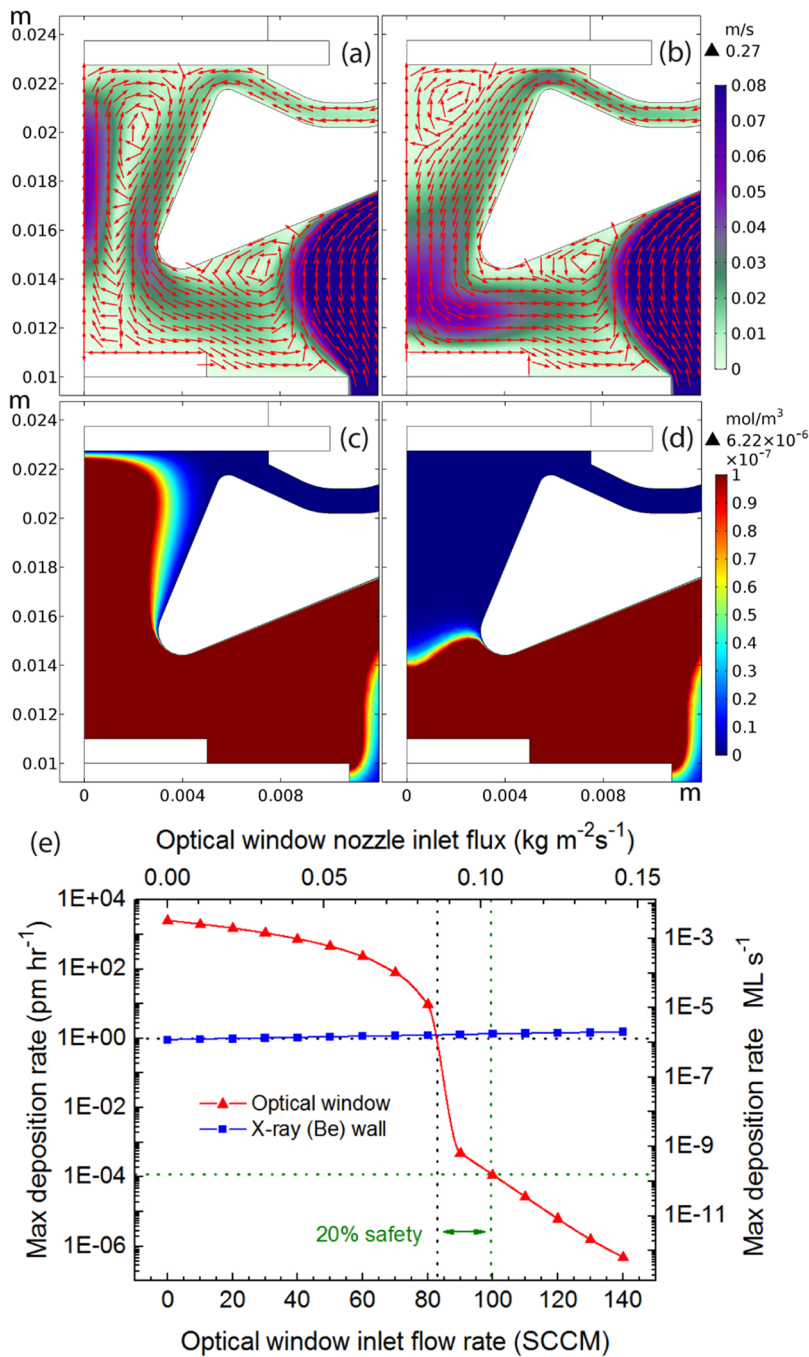 m
0.024
0.022
0.02
0.018
0.016
0.014
0.012
0.01
(a)
(b)
m/s
▲ 0.27
0.08
0.07
0.06
0.05
0.04
0.03
0.02
0.01
0
m
0.024
0.022
0.02
0.018
0.016
0.014
0.012
0.01
(c)
(d)
mol/m³
▲ 6.22×10⁻⁶
×10⁻⁷
1
0.9
0.8
0.7
0.6
0.5
0.4
0.3
0.2
0.1
0
0 0.004 0.008
0 0.004 0.008 m
(e)
Optical window nozzle inlet flux (kg m⁻²s⁻¹)
0.00 0.05 0.10 0.15
Max deposition rate (pm hr⁻¹)
1E+04
1E+02
1E+00
1E-02
1E-04
1E-06
Optical window
X-ray (Be) wall
20% safety
1E-3
1E-5
1E-7
1E-9
1E-11
Max deposition rate ML s⁻¹
0 20 40 60 80 100 120 140
Optical window inlet flow rate (SCCM)